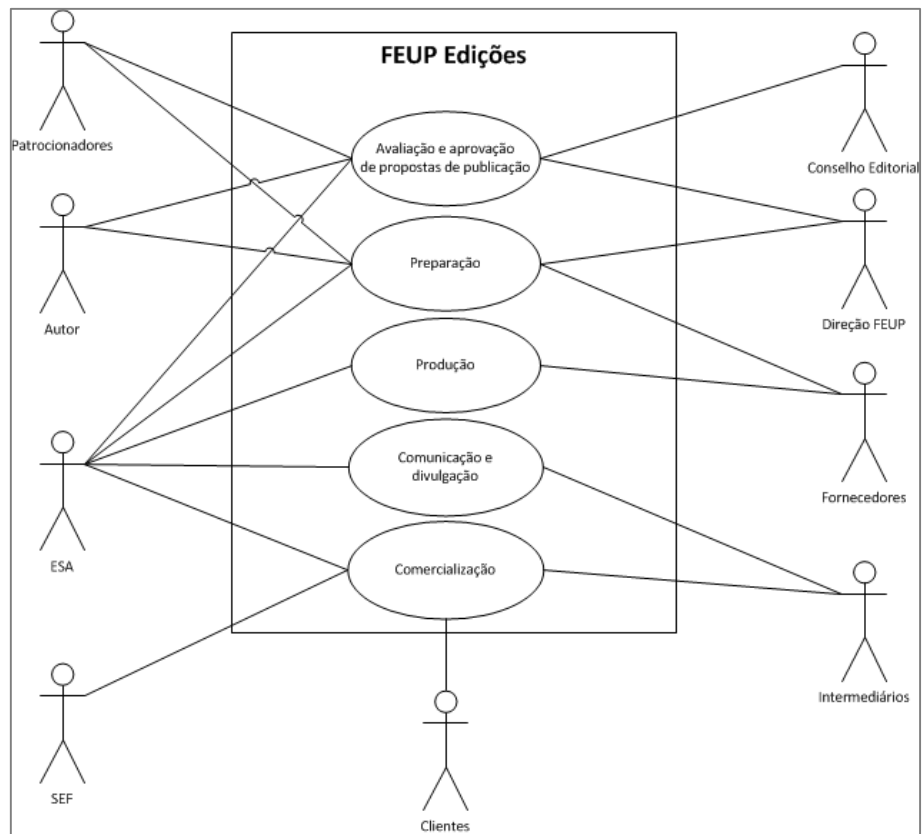 FEUP Edições
Patrocionadores
Avaliação e aprovação
de propostas de publicação
Conselho Editorial
Autor
Preparação
Direção FEUP
Produção
Comunicação e
divulgação
Fornecedores
ESA
Comercialização
Intermediários
SEF
Clientes